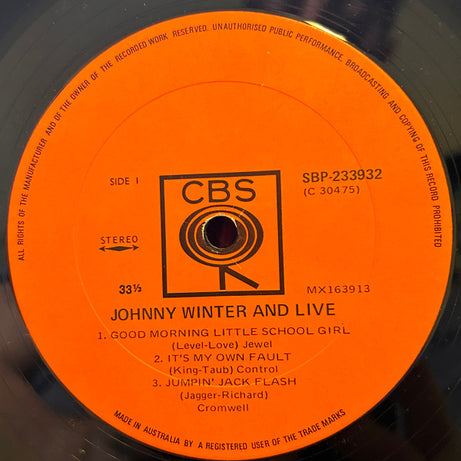 ALL RIGHTS OF THE MANUFACTURER AND OF THE OWNER OF THE RECORDED WORK RESERVED. UNAUTHORISED PUBLIC PERFORMANCE, BROADCASTING AND COPYING OF THIS RECORD PROHIBITED
SIDE 1
CBS
SBP-233932
(C 30475)
STEREO
33⅓
MX163913
JOHNNY WINTER AND LIVE
1. GOOD MORNING LITTLE SCHOOL GIRL
(Level-Love) Jewel
2. IT'S MY OWN FAULT
(King-Taub) Control
3. JUMPIN' JACK FLASH
(Jagger-Richard)
Cromwell
MADE IN AUSTRALIA BY A REGISTERED USER OF THE TRADE MARKS